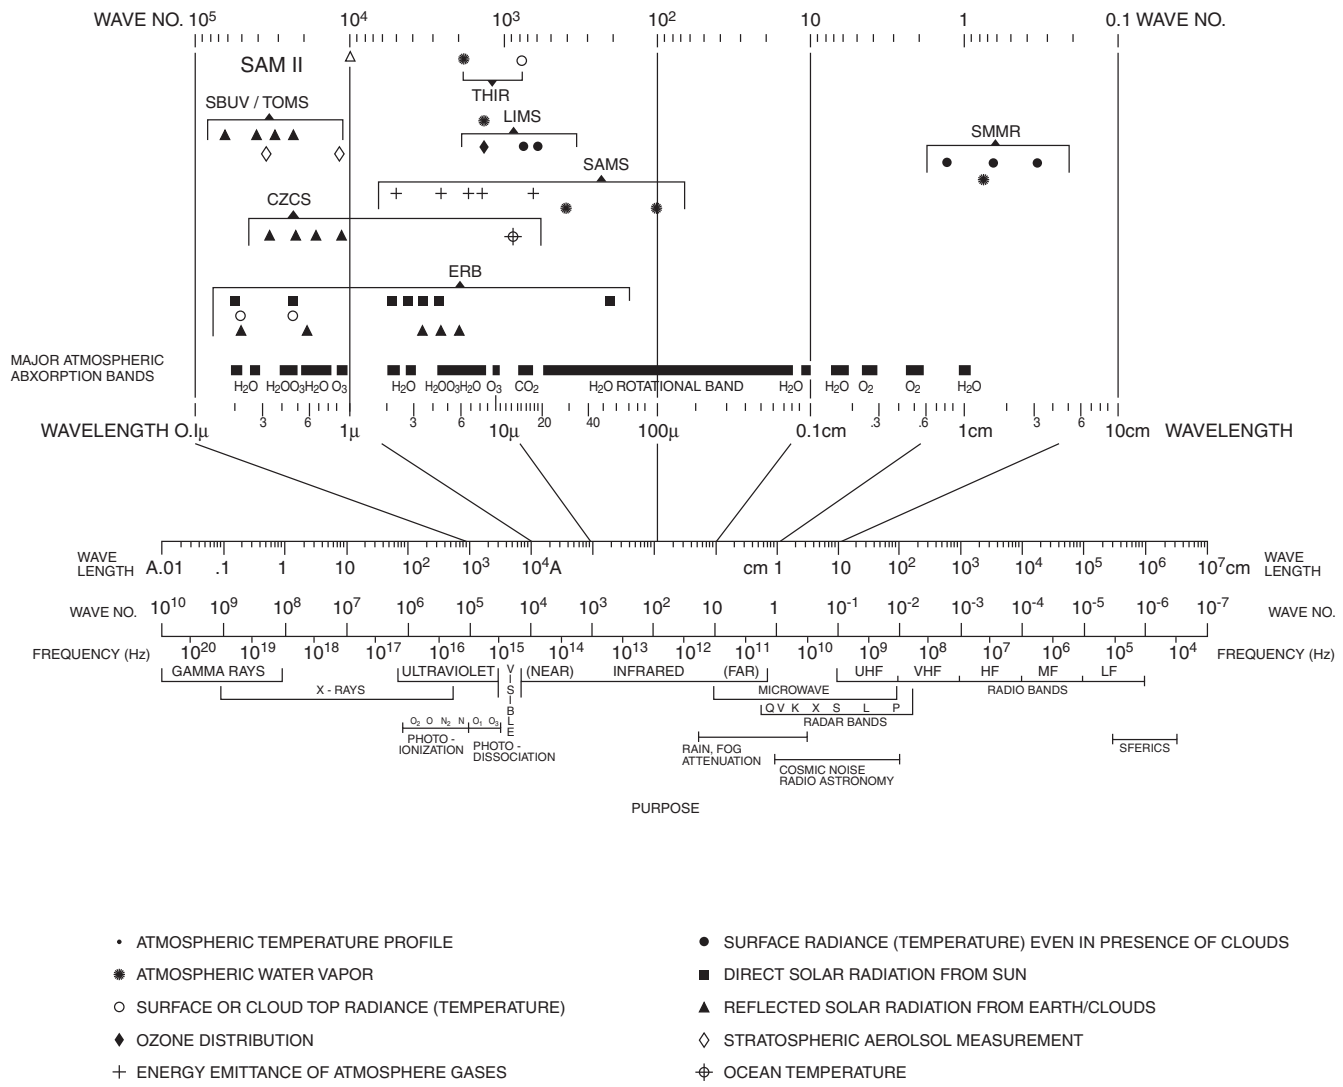 WAVE NO. 10⁵ 10⁴ 10³ 10² 10 1 0.1 WAVE NO.
SAM II
THIR
SBUV / TOMS
LIMS
SMMR
SAMS
CZCS
ERB
MAJOR ATMOSPHERIC
ABXORPTION BANDS
H₂O H₂OO₃H₂O O₃ H₂O H₂OO₃H₂O O₃ CO₂ H₂O ROTATIONAL BAND H₂O H₂O O₂ O₂ H₂O
3 6 3 6 20 40 .3 .6 3 6
WAVELENGTH O.Iμ 1μ 10μ 100μ 0.1cm 1cm 10cm WAVELENGTH
WAVE
LENGTH
A.01 .1 1 10 10² 10³ 10⁴A cm 1 10 10² 10³ 10⁴ 10⁵ 10⁶ 10⁷cm
WAVE
LENGTH
WAVE NO. 10¹⁰ 10⁹ 10⁸ 10⁷ 10⁶ 10⁵ 10⁴ 10³ 10² 10 1 10⁻¹ 10⁻² 10⁻³ 10⁻⁴ 10⁻⁵ 10⁻⁶ 10⁻⁷ WAVE NO.
FREQUENCY (Hz) 10²⁰ 10¹⁹ 10¹⁸ 10¹⁷ 10¹⁶ 10¹⁵ 10¹⁴ 10¹³ 10¹² 10¹¹ 10¹⁰ 10⁹ 10⁸ 10⁷ 10⁶ 10⁵ 10⁴ FREQUENCY (Hz)
GAMMA RAYS ULTRAVIOLET VISIBLE (NEAR) INFRARED (FAR) UHF VHF HF MF LF
X - RAYS MICROWAVE RADIO BANDS
Q V K X S L P
RADAR BANDS
O₂ O N₂ N O₁ O₃
PHOTO -
IONIZATION
PHOTO -
DISSOCIATION
RAIN, FOG
ATTENUATION
SFERICS
COSMIC NOISE
RADIO ASTRONOMY
PURPOSE
ATMOSPHERIC TEMPERATURE PROFILE
ATMOSPHERIC WATER VAPOR
SURFACE OR CLOUD TOP RADIANCE (TEMPERATURE)
OZONE DISTRIBUTION
ENERGY EMITTANCE OF ATMOSPHERE GASES
SURFACE RADIANCE (TEMPERATURE) EVEN IN PRESENCE OF CLOUDS
DIRECT SOLAR RADIATION FROM SUN
REFLECTED SOLAR RADIATION FROM EARTH/CLOUDS
STRATOSPHERIC AEROLSOL MEASUREMENT
OCEAN TEMPERATURE